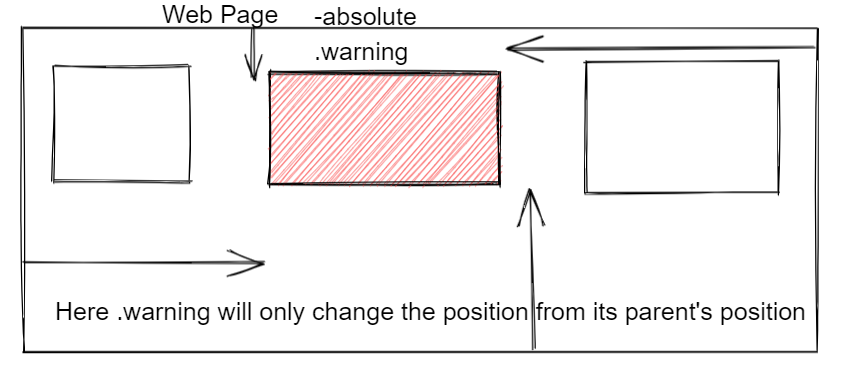 Web Page
-absolute
.warning
Here .warning will only change the position from its parent's position